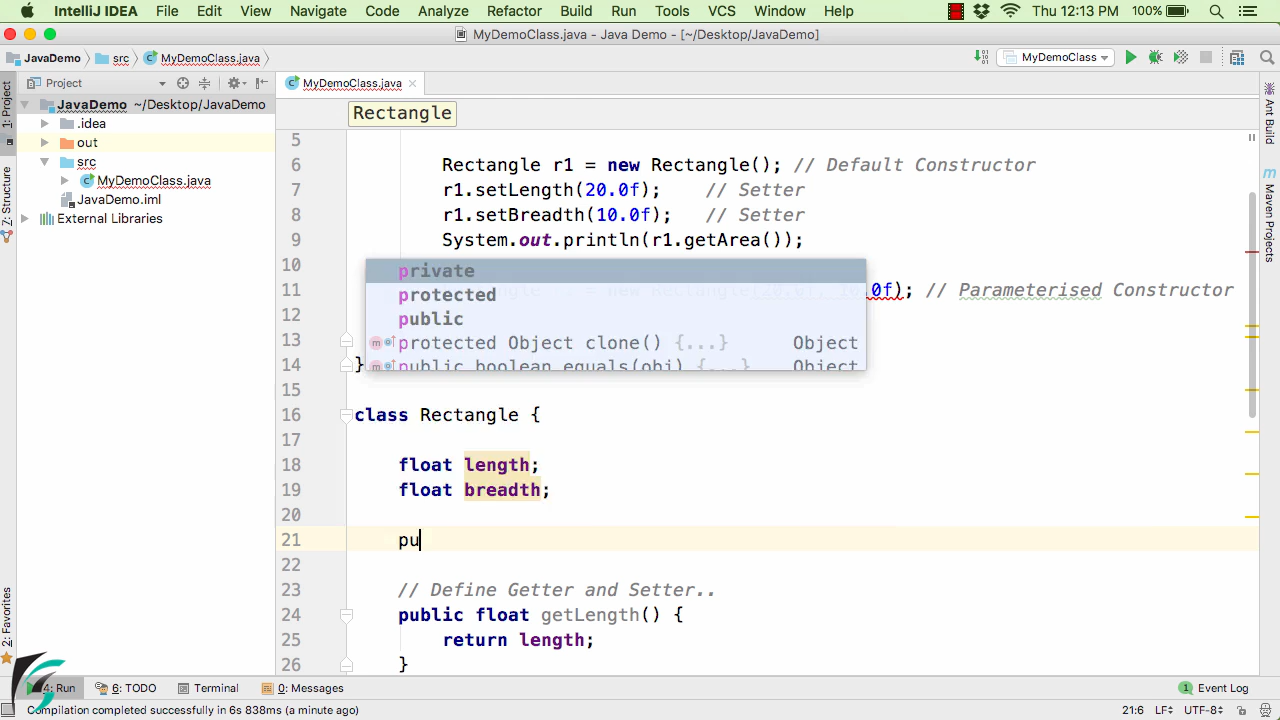 IntelliJ IDEA File Edit View Navigate Code Analyze Refactor Build Run Tools VCS Window Help Thu 12:13 PM 100%
MyDemoClass.java - Java Demo - [~/Desktop/JavaDemo]
JavaDemo src MyDemoClass.java MyDemoClass
Project MyDemoClass.java
JavaDemo ~/Desktop/JavaDemo
.idea
out
src
MyDemoClass.java
JavaDemo.iml
External Libraries
1: Project
Z: Structure
2: Favorites
Rectangle
5
6 Rectangle r1 = new Rectangle(); // Default Constructor
7 r1.setLength(20.0f); // Setter
8 r1.setBreadth(10.0f); // Setter
9 System.out.println(r1.getArea());
10
11 .0f); // Parameterised Constructor
12
13
14 }
private
protected
public
protected Object clone() {...} Object
public boolean equals(obj) {...} Object
15
16 class Rectangle {
17
18 float length;
19 float breadth;
20
21 pu
22
23 // Define Getter and Setter..
24 public float getLength() {
25 return length;
26 }
Ant Build
m Maven Projects
4: Run 6: TODO Terminal 0: Messages 1 Event Log
Compilation completed successfully in 6s 838ms (a minute ago) 21:6 LF÷ UTF-8÷